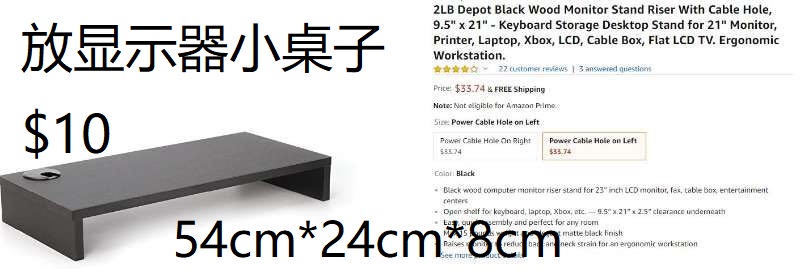 放显示器小桌子
$10
54cm*24cm*8cm
2LB Depot Black Wood Monitor Stand Riser With Cable Hole,
9.5" x 21" - Keyboard Storage Desktop Stand for 21" Monitor,
Printer, Laptop, Xbox, LCD, Cable Box, Flat LCD TV. Ergonomic
Workstation.
22 customer reviews | 3 answered questions
Price: $33.74 & FREE Shipping
Note: Not eligible for Amazon Prime.
Size: Power Cable Hole on Left
Power Cable Hole On Right
$33.74
Power Cable Hole on Left
$33.74
Color: Black
Black wood computer monitor riser stand for 23" inch LCD monitor, fax, cable box, entertainment
centers
Open shelf for keyboard, laptop, Xbox, etc. — 9.5" x 21" x 2.5" clearance underneath
assembly and perfect for any room
matte black finish
Raises neck strain for an ergonomic workstation
See more